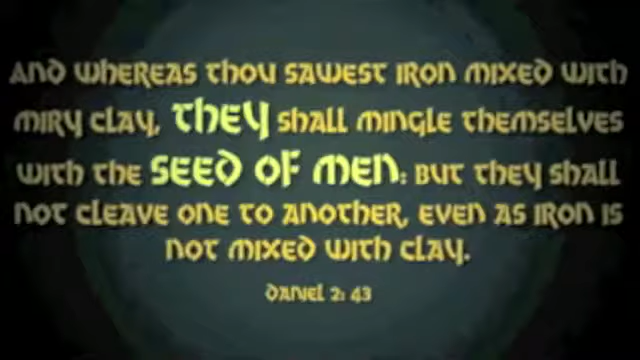 AND WHEREAS THOU SAWEST IRON MIXED WITH
MIRY CLAY, THEY SHALL MINGLE THEMSELVES
WITH THE SEED OF MEN: BUT THEY SHALL
NOT CLEAVE ONE TO ANOTHER, EVEN AS IRON IS
NOT MIXED WITH CLAY.
DANIEL 2: 43